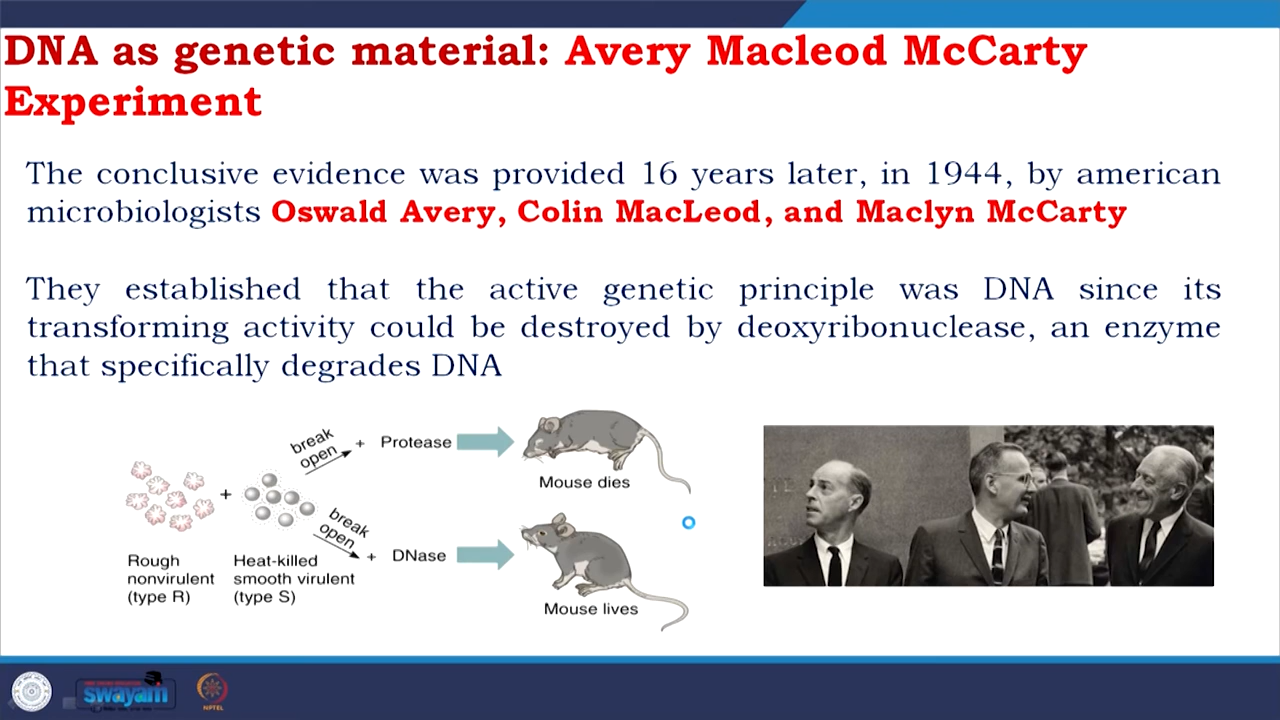 DNA as genetic material: Avery Macleod McCarty
Experiment
The conclusive evidence was provided 16 years later, in 1944, by american
microbiologists Oswald Avery, Colin MacLeod, and Maclyn McCarty
They established that the active genetic principle was DNA since its
transforming activity could be destroyed by deoxyribonuclease, an enzyme
that specifically degrades DNA
break
open
+ Protease
Mouse dies
+
break
open
+ DNase
Mouse lives
Rough
nonvirulent
(type R)
Heat-killed
smooth virulent
(type S)
swayam
NPTEL